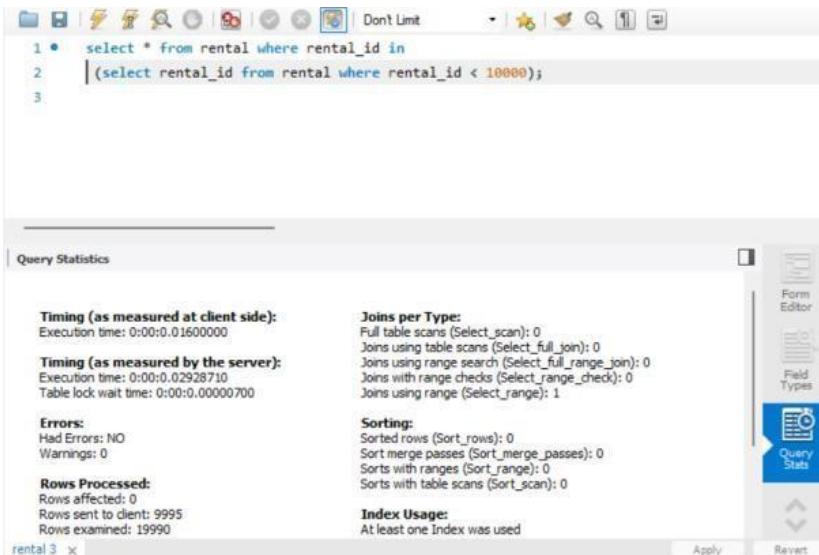 Don't Limit
1 select * from rental where rental_id in
2 (select rental_id from rental where rental_id < 10000);
3
Query Statistics
Timing (as measured at client side):
Execution time: 0:00:0.01600000
Timing (as measured by the server):
Execution time: 0:00:0.02928710
Table lock wait time: 0:00:0.00000700
Errors:
Had Errors: NO
Warnings: 0
Rows Processed:
Rows affected: 0
Rows sent to client: 9995
Rows examined: 19990
Joins per Type:
Full table scans (Select_scan): 0
Joins using table scans (Select_full_join): 0
Joins using range search (Select_full_range_join): 0
Joins with range checks (Select_range_check): 0
Joins using range (Select_range): 1
Sorting:
Sorted rows (Sort_rows): 0
Sort merge passes (Sort_merge_passes): 0
Sorts with ranges (Sort_range): 0
Sorts with table scans (Sort_scan): 0
Index Usage:
At least one Index was used
Form
Editor
Field
Types
Query
Stats
rental 3
Apply
Revert